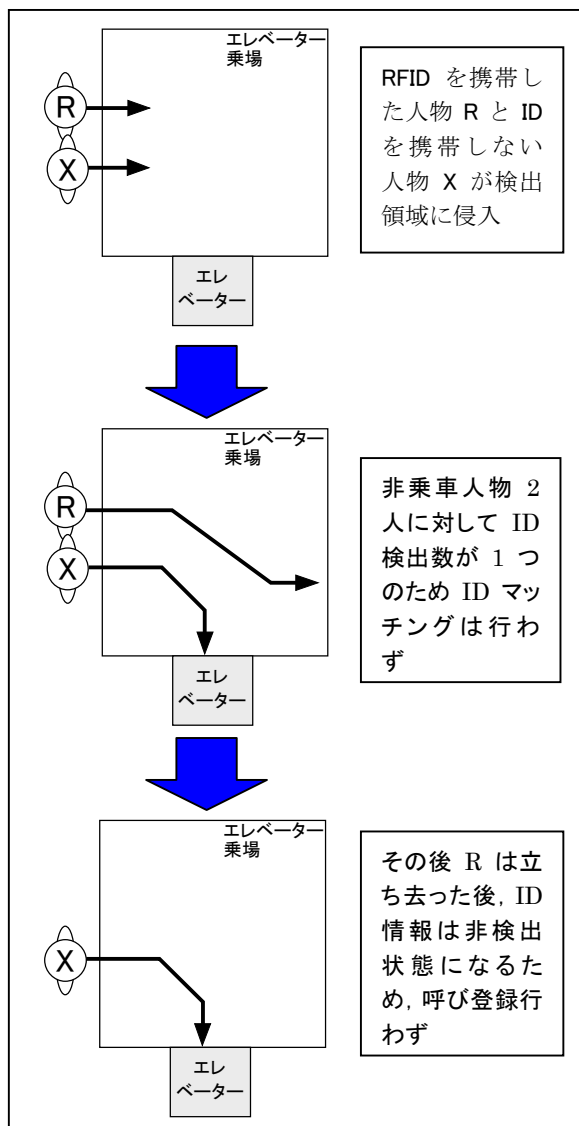 エレベーター
乗場
R
X
エレ
ベーター
RFID を携帯し
た人物 R と ID
を携帯しない
人物 X が検出
領域に侵入
エレベーター
乗場
R
X
エレ
ベーター
非乗車人物 2
人に対して ID
検出数が 1 つ
のため ID マッ
チングは行わ
ず
エレベーター
乗場
X
エレ
ベーター
その後 R は立
ち去った後, ID
情報は非検出
状態になるた
め, 呼び登録行
わず